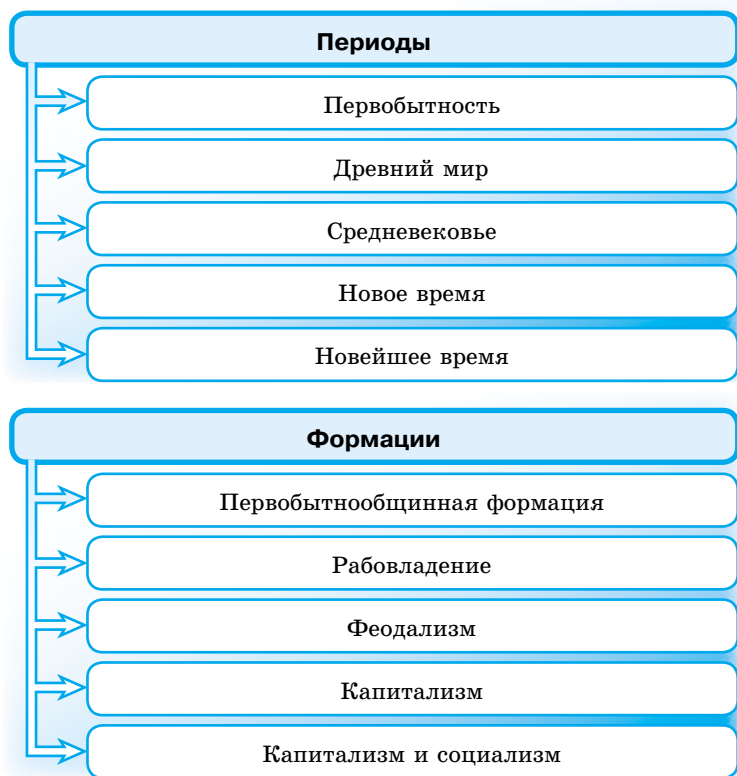 Периоды
Первобытность
Древний мир
Средневековье
Новое время
Новейшее время
Формации
Первобытнообщинная формация
Рабовладение
Феодализм
Капитализм
Капитализм и социализм